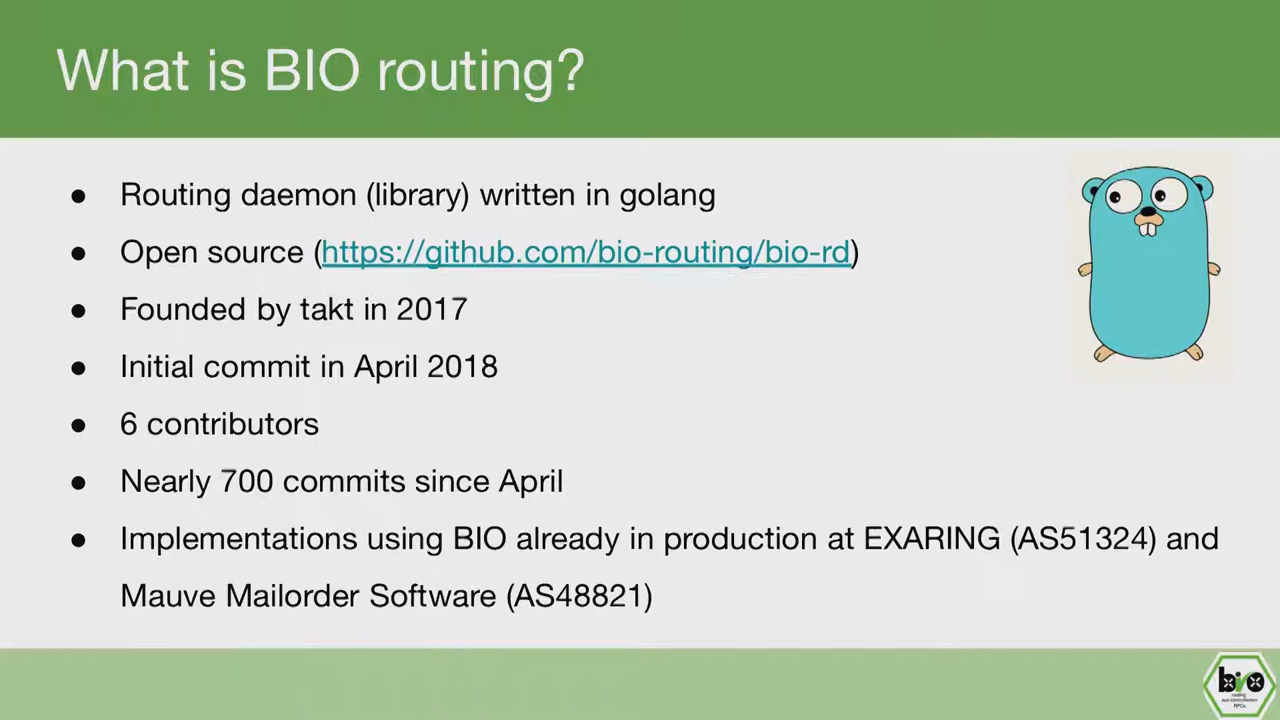 What is BIO routing?
● Routing daemon (library) written in golang
● Open source (https://github.com/bio-routing/bio-rd)
● Founded by takt in 2017
● Initial commit in April 2018
● 6 contributors
● Nearly 700 commits since April
● Implementations using BIO already in production at EXARING (AS51324) and
Mauve Mailorder Software (AS48821)
bio
routing